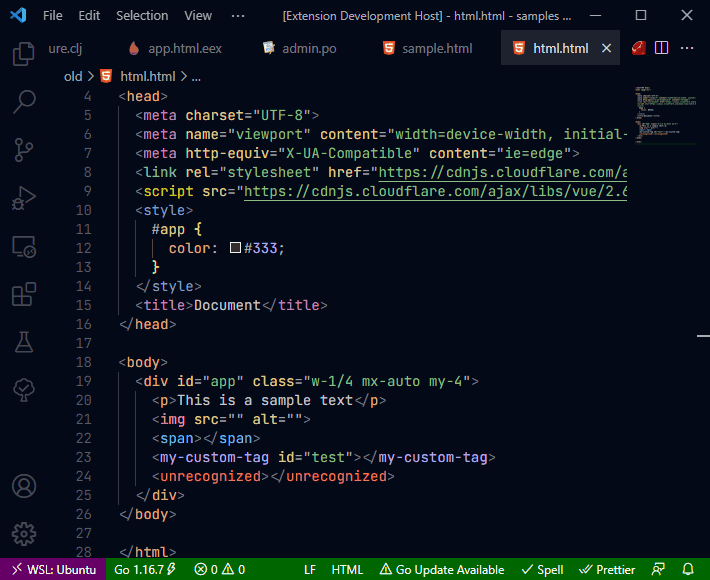 File Edit Selection View ··· [Extension Development Host] - html.html - samples ...
ure.clj app.html.eex admin.po sample.html html.html ···
old > html.html > ...
4 <head>
5 <meta charset="UTF-8">
6 <meta name="viewport" content="width=device-width, initial-
7 <meta http-equiv="X-UA-Compatible" content="ie=edge">
8 <link rel="stylesheet" href="https://cdnjs.cloudflare.com/a
9 <script src="https://cdnjs.cloudflare.com/ajax/libs/vue/2.6
10 <style>
11 #app {
12 color: #333;
13 }
14 </style>
15 <title>Document</title>
16 </head>
17
18 <body>
19 <div id="app" class="w-1/4 mx-auto my-4">
20 <p>This is a sample text</p>
21 <img src="" alt="">
22 <span></span>
23 <my-custom-tag id="test"></my-custom-tag>
24 <unrecognized></unrecognized>
25 </div>
26 </body>
27
28 </html>
WSL: Ubuntu Go 1.16.7 0 0 LF HTML Go Update Available Spell Prettier